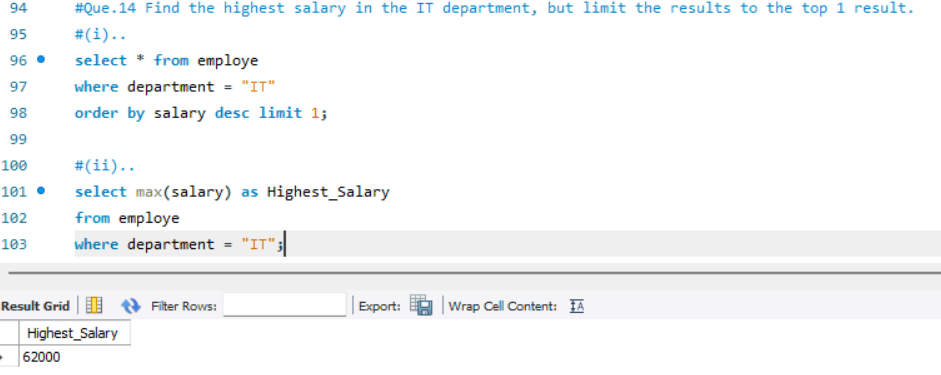 94 #Que.14 Find the highest salary in the IT department, but limit the results to the top 1 result.
95 #(i)..
96 select * from employe
97 where department = "IT"
98 order by salary desc limit 1;
99
100 #(ii)..
101 select max(salary) as Highest_Salary
102 from employe
103 where department = "IT";
Result Grid Filter Rows: Export: Wrap Cell Content: IA
Highest_Salary
62000